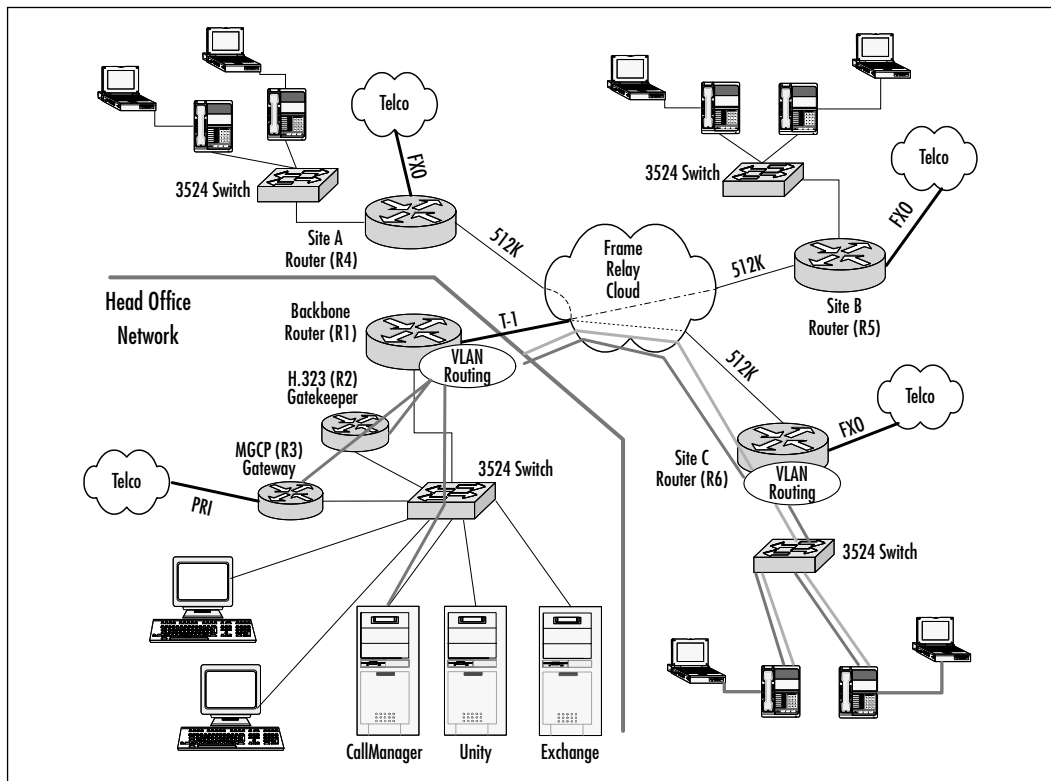 Telco
FXO
3524 Switch
Site A
Router (R4)
512K
Frame
Relay
Cloud
3524 Switch
Telco
FXO
512K
Site B
Router (R5)
Head Office
Network
Backbone
Router (R1)
T-1
VLAN
Routing
H.323 (R2)
Gatekeeper
MGCP (R3)
Gateway
Telco
PRI
3524 Switch
512K
Telco
FXO
Site C
Router (R6)
VLAN
Routing
3524 Switch
CallManager
Unity
Exchange